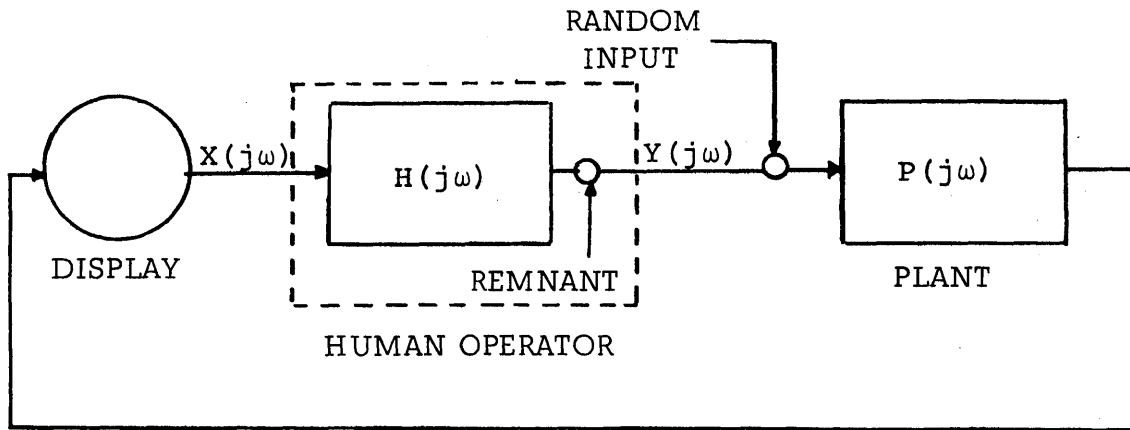 RANDOM
INPUT
X(jω)
H(jω)
Y(jω)
P(jω)
DISPLAY
REMNANT
PLANT
HUMAN OPERATOR